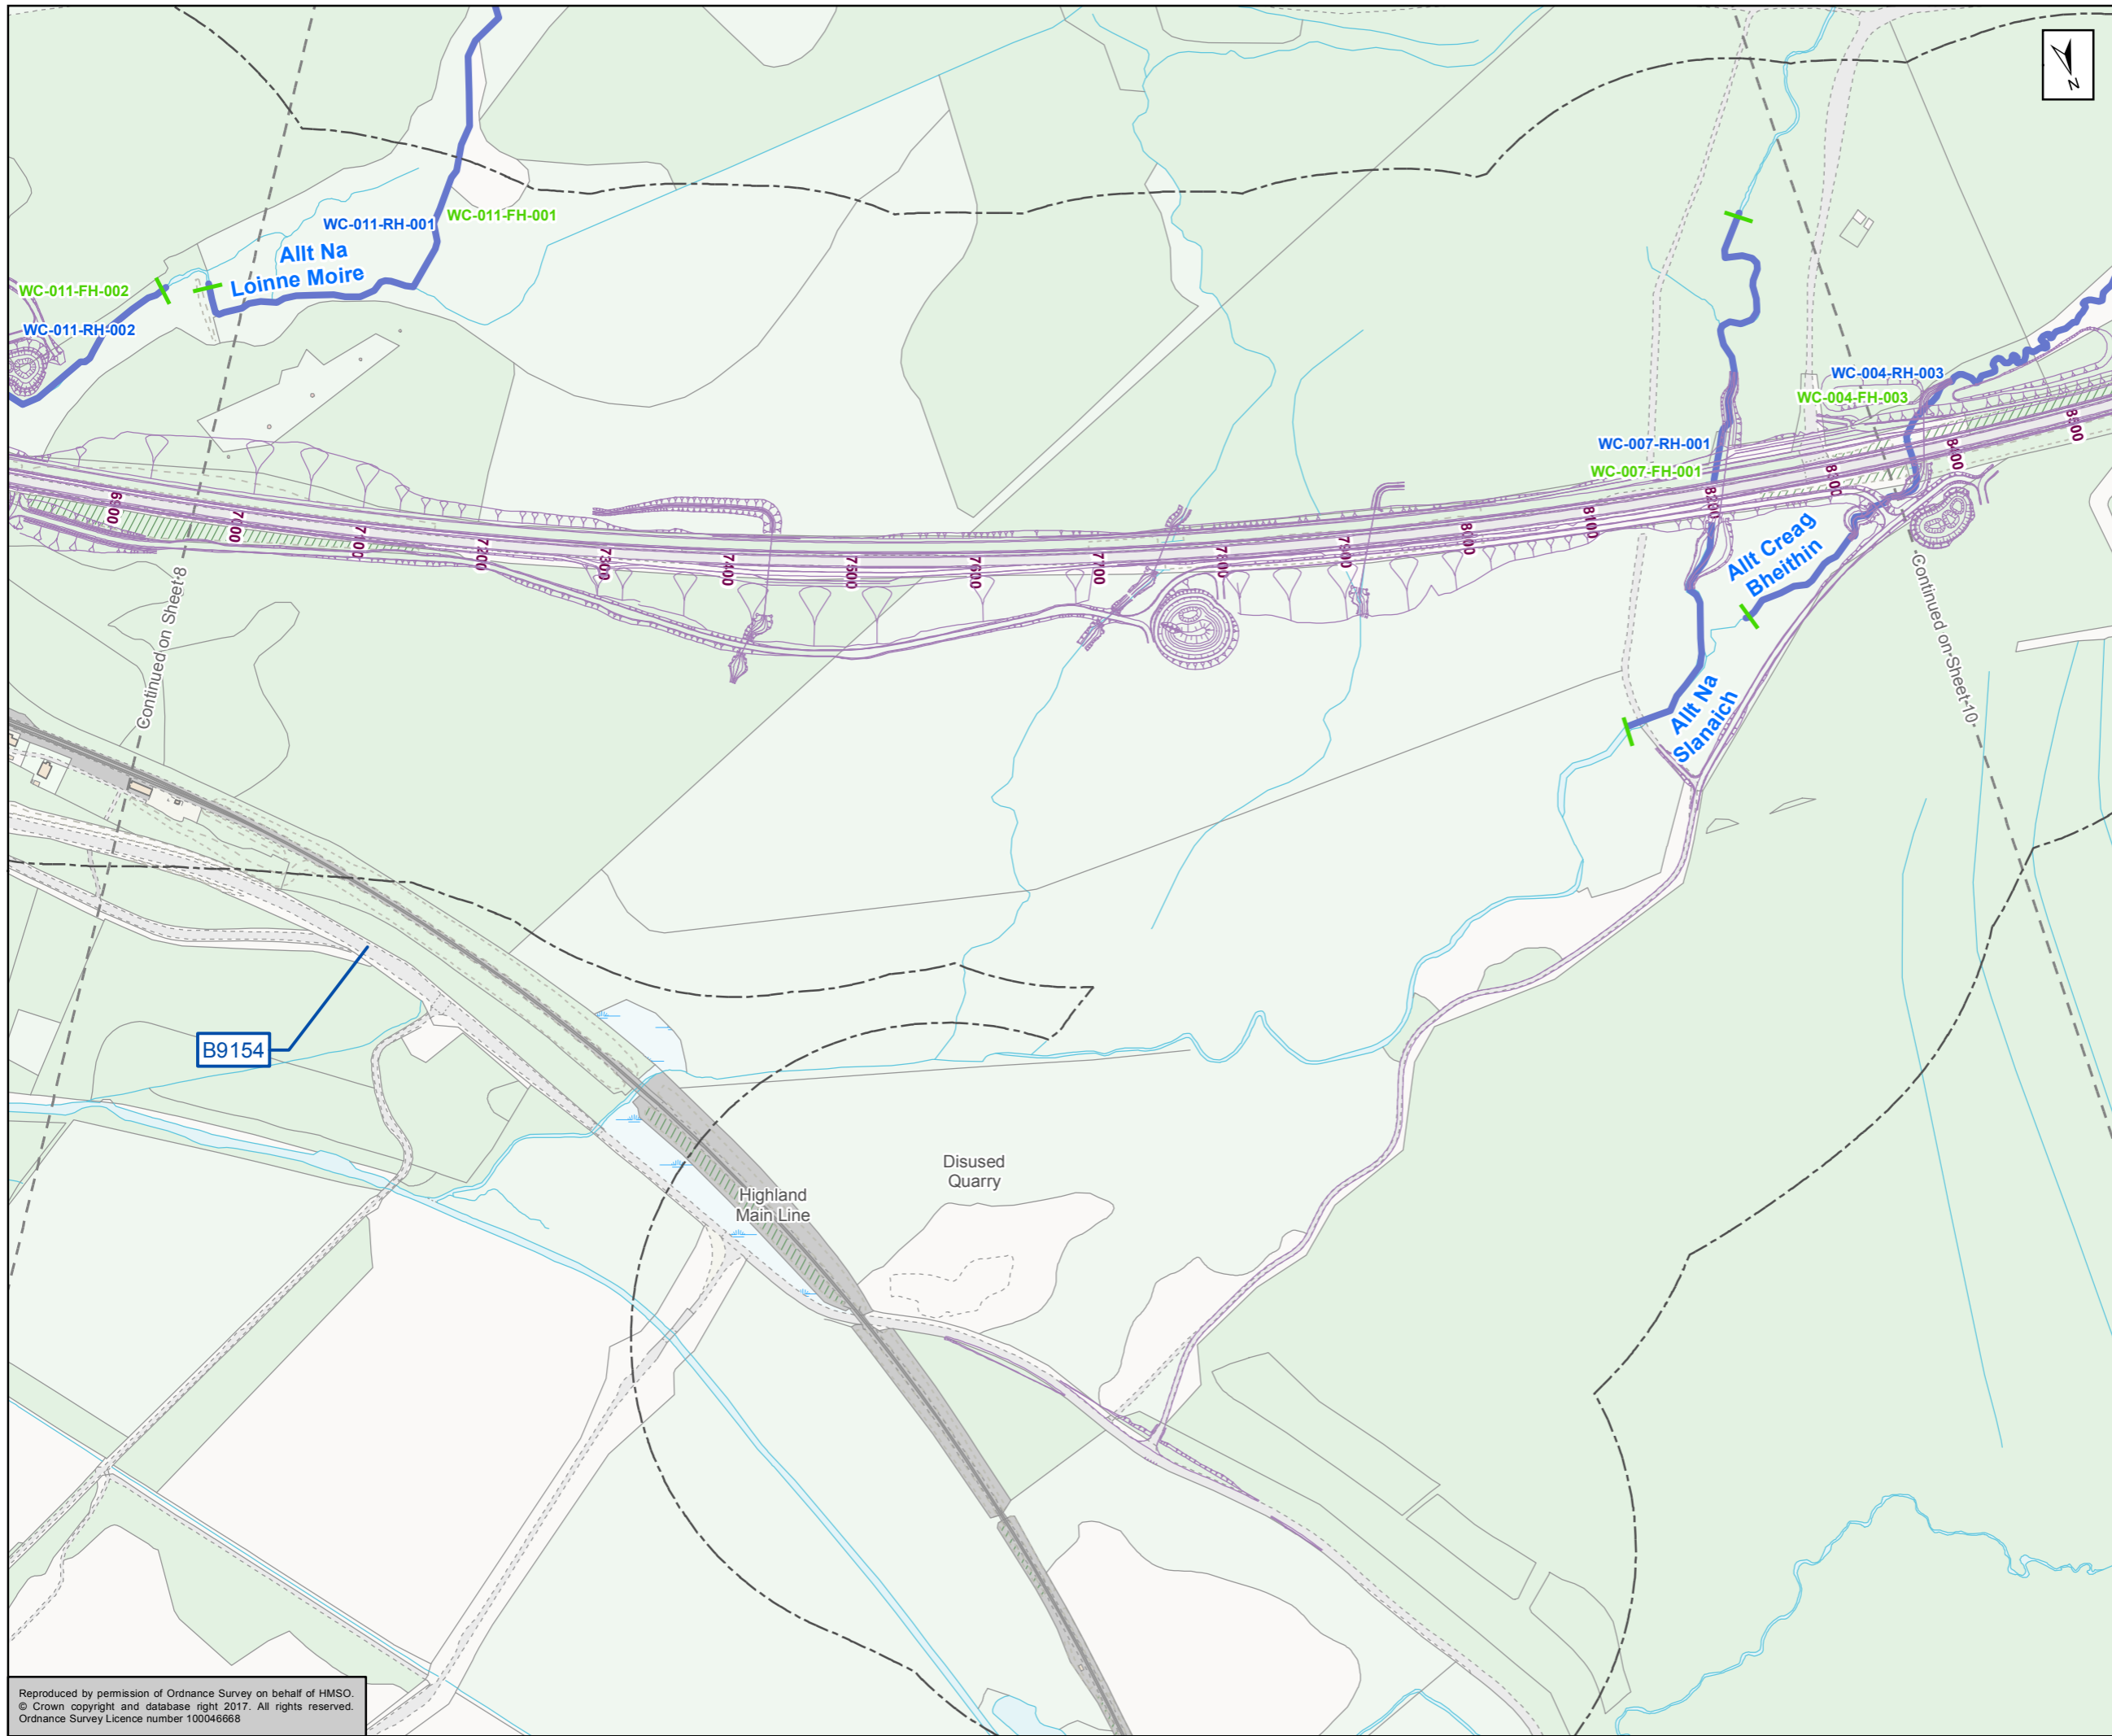 N
WC-011-RH-001
WC-011-FH-001
Allt Na
Loinne Moire
WC-011-FH-002
WC-011-RH-002
WC-004-RH-003
WC-004-FH-003
WC-007-RH-001
WC-007-FH-001
6900
7000
7100
7200
7300
7400
7500
7600
7700
7800
7900
8000
8100
8200
8300
8400
8500
Allt Creag
Bheithin
Allt Na
Slanaich
Continued on Sheet 8
Continued on Sheet 10
B9154
Disused
Quarry
Highland
Main Line
Reproduced by permission of Ordnance Survey on behalf of HMSO.
© Crown copyright and database right 2017. All rights reserved.
Ordnance Survey Licence number 100046668